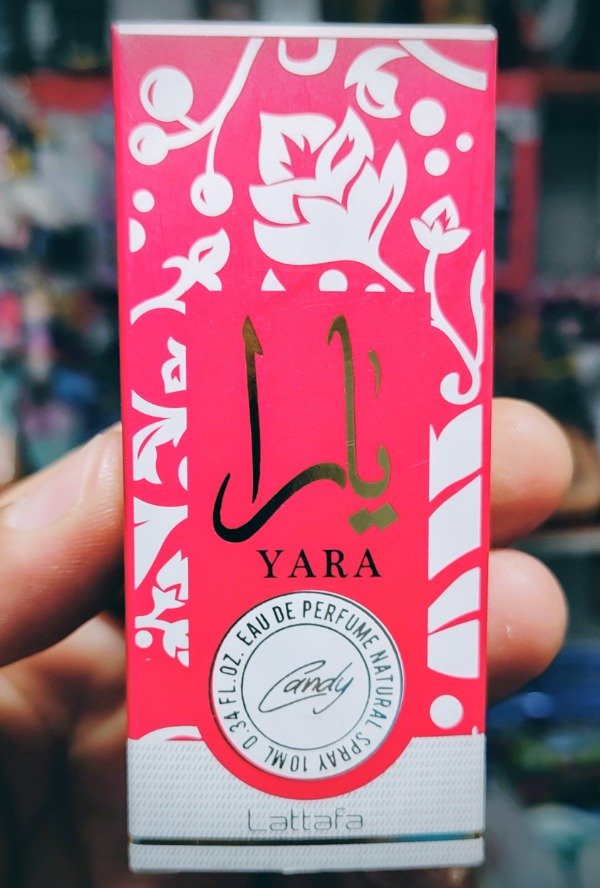 يارا
YARA
EAU DE PERFUME NATURAL SPRAY 10ML 0.34 FL.OZ.
Candy
Lattafa